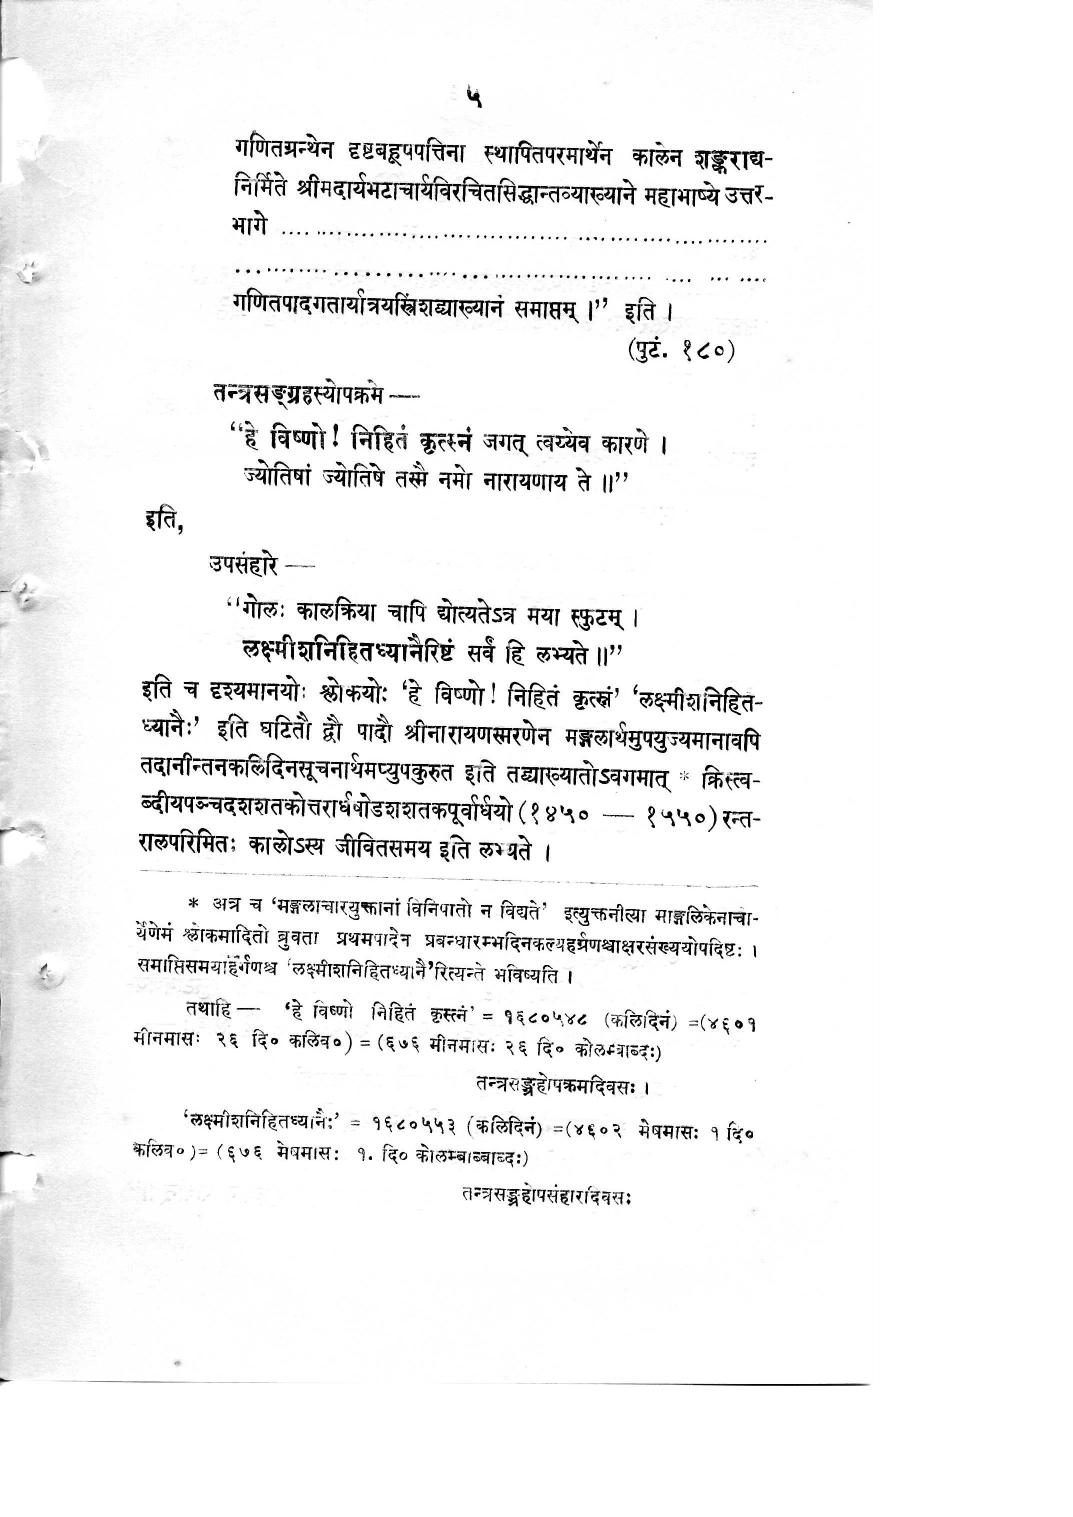 ५
गणितग्रन्थेन दृष्टबहूपपत्तिना स्थापितपरमार्थेन कालेन शङ्कराद्य-
निर्मिते श्रीमदार्यभटाचार्यविरचितसिद्धान्तव्याख्याने महाभाष्ये उत्तर-
भागे ..................................................................
..................................................................
गणितपादगतार्यात्रयस्त्रिंशद्व्याख्यानं समाप्तम् ।” इति ।
(पुटं. १८०)
तन्त्रसङ्ग्रहस्योपक्रमे —
“हे विष्णो! निहितं कृत्स्नं जगत् त्वय्येव कारणे ।
ज्योतिषां ज्योतिषे तस्मै नमो नारायणाय ते ॥”
इति,
उपसंहारे —
“गोलः कालक्रिया चापि द्योत्यतेऽत्र मया स्फुटम् ।
लक्ष्मीशनिहितध्यानैरिष्टं सर्वं हि लभ्यते ॥”
इति च दृश्यमानयोः श्लोकयोः ‘हे विष्णो! निहितं कृत्स्नं’ ‘लक्ष्मीशनिहित-
ध्यानैः’ इति घटितौ द्वौ पादौ श्रीनारायणस्मरणेन मङ्गलार्थमुपयुज्यमानावपि
तदानीन्तनकलिदिनसूचनार्थमप्युपकुरुत इति तद्व्याख्यातोऽवगमात् * क्रिस्त्व-
ब्दीयपञ्चदशशतकोत्तरार्धषोडशशतकपूर्वार्धयो (१४५० — १५५०) रन्त-
रालपरिमितः कालोऽस्य जीवितसमय इति लभ्यते ।
* अत्र च ‘मङ्गलाचारयुक्तानां विनिपातो न विद्यते’ इत्युक्तनीत्या माङ्गलिकेनाचा-
र्येणेमं श्लोकमादितो ब्रुवता प्रथमपादेन प्रबन्धारम्भदिनकल्यहर्गणश्चाक्षरसंख्ययोपदिष्टः ।
समाप्तिसमयाहर्गणश्च ‘लक्ष्मीशनिहितध्यानै’रित्यन्ते भविष्यति ।
तथाहि — ‘हे विष्णो निहितं कृत्स्नं’ = १६८०५४८ (कलिदिनं) =(४६०१
मीनमासः २६ दि० कलिव०) = (६७६ मीनमासः २६ दि० कोलम्बाब्दः)
तन्त्रसङ्ग्रहोपक्रमदिवसः ।
‘लक्ष्मीशनिहितध्यानैः’ = १६८०५५३ (कलिदिनं) =(४६०२ मेषमासः १ दि०
कलिव०)= (६७६ मेषमासः १. दि० कोलम्बाब्बाब्दः)
तन्त्रसङ्ग्रहोपसंहारदिवसः